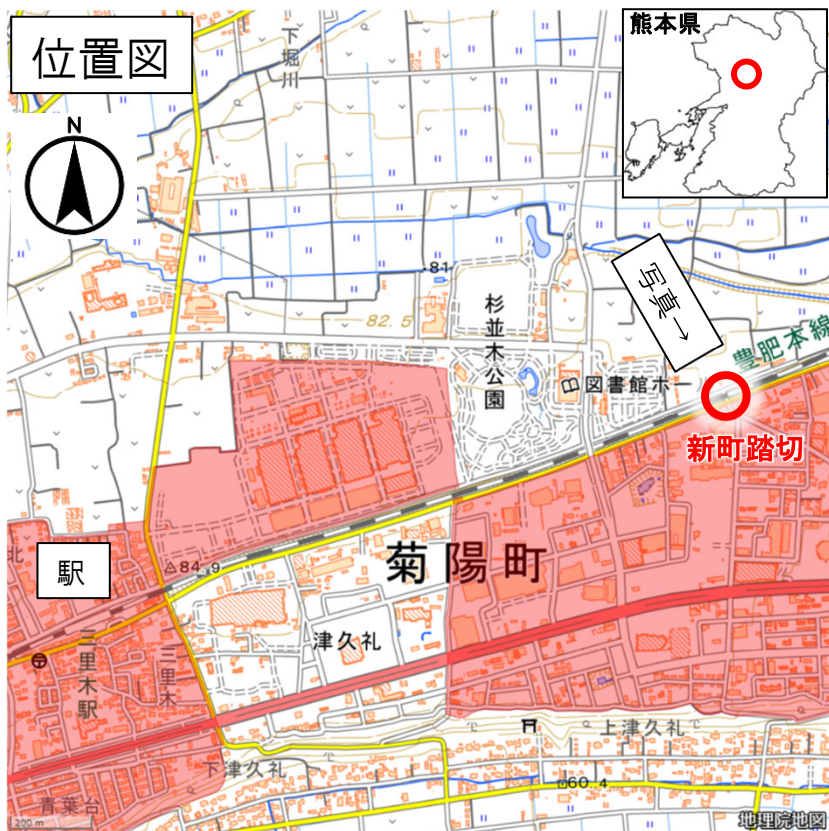 位置図
N
熊本県
下堀川
81
82.5
写真→
杉並木公園
豊肥本線
図書館ホー
新町踏切
北
駅
84.9
菊陽町
三里木駅
三里木
津久礼
上津久礼
下津久礼
60.4
青葉台
200 m
地理院地図